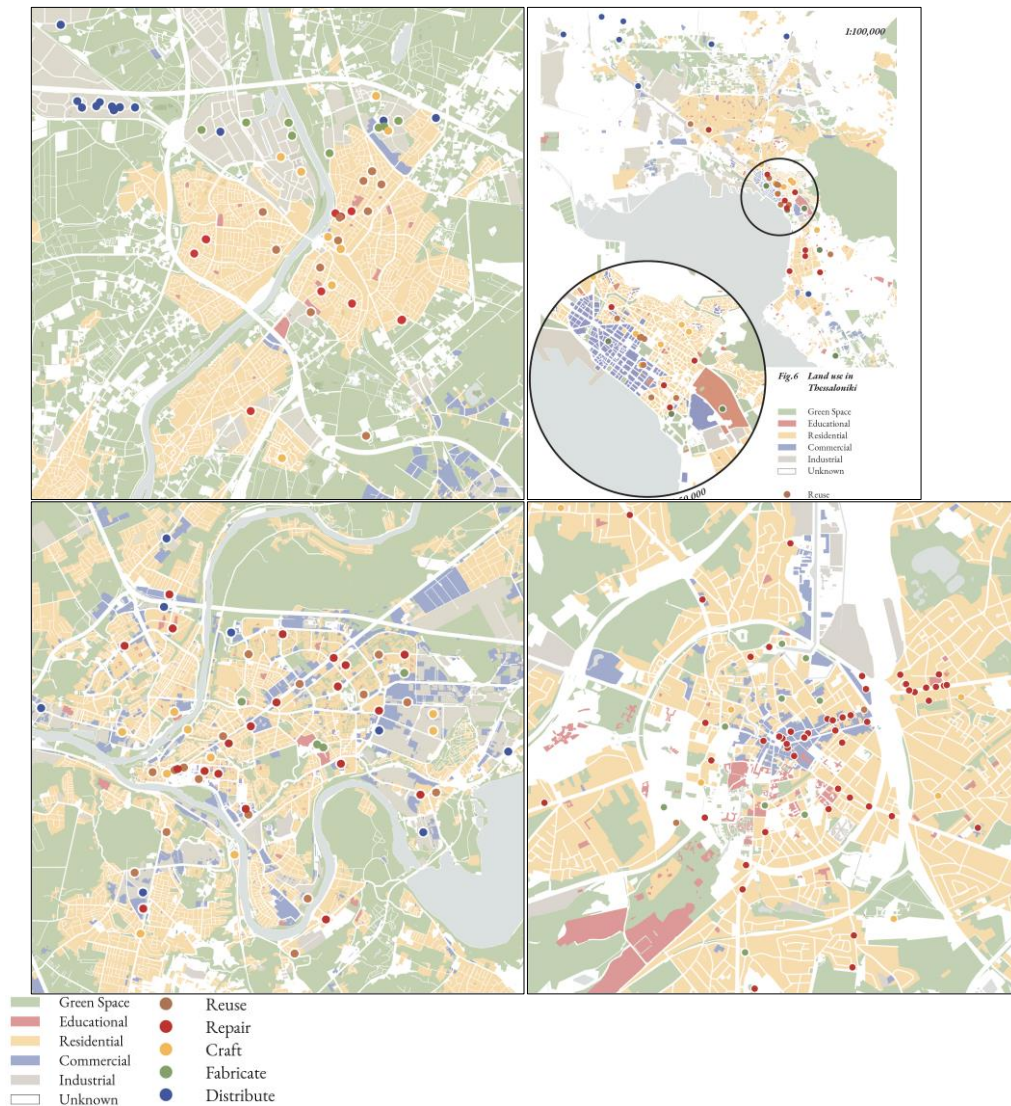 1:100,000
Fig.6 Land use in
Thessaloniki
Green Space
Educational
Residential
Commercial
Industrial
Unknown
Reuse
Green Space
Educational
Residential
Commercial
Industrial
Unknown
Reuse
Repair
Craft
Fabricate
Distribute